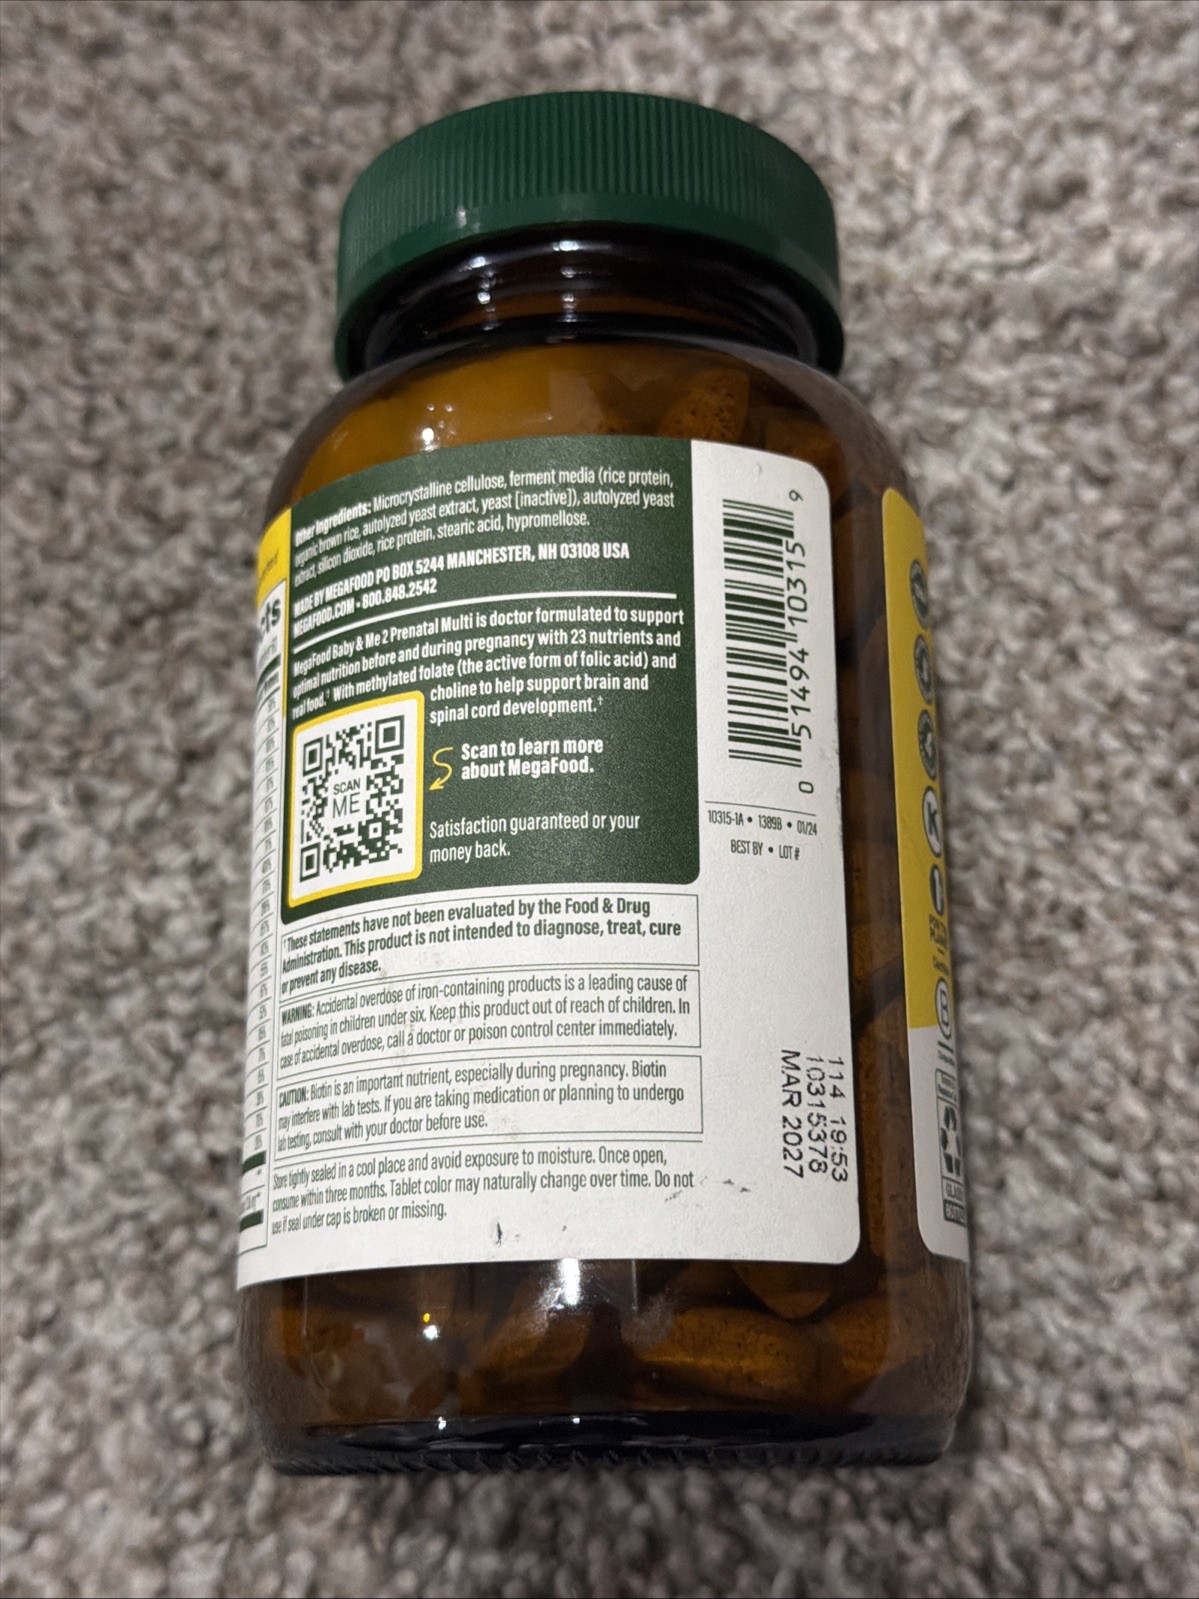 Other Ingredients: Microcrystalline cellulose, ferment media (rice protein,
organic brown rice, autolyzed yeast extract, yeast [inactive]), autolyzed yeast
extract, silicon dioxide, rice protein, stearic acid, hypromellose.
MADE BY MEGAFOOD PO BOX 5244 MANCHESTER, NH 03108 USA
MEGAFOOD.COM • 800.848.2542
MegaFood Baby & Me 2 Prenatal Multi is doctor formulated to support
optimal nutrition before and during pregnancy with 23 nutrients and
real food.† With methylated folate (the active form of folic acid) and
choline to help support brain and
spinal cord development.†
SCAN
ME
Scan to learn more
about MegaFood.
Satisfaction guaranteed or your
money back.
†These statements have not been evaluated by the Food & Drug
Administration. This product is not intended to diagnose, treat, cure
or prevent any disease.
WARNING: Accidental overdose of iron-containing products is a leading cause of
fatal poisoning in children under six. Keep this product out of reach of children. In
case of accidental overdose, call a doctor or poison control center immediately.
CAUTION: Biotin is an important nutrient, especially during pregnancy. Biotin
may interfere with lab tests. If you are taking medication or planning to undergo
lab testing, consult with your doctor before use.
Store tightly sealed in a cool place and avoid exposure to moisture. Once open,
consume within three months. Tablet color may naturally change over time. Do not
use if seal under cap is broken or missing.
0 51494 10315 6
10315-1A • 1389B • 01/24
BEST BY • LOT #
114 19:53
10315378
MAR 2027
K
B
GLASS
BOTTLE